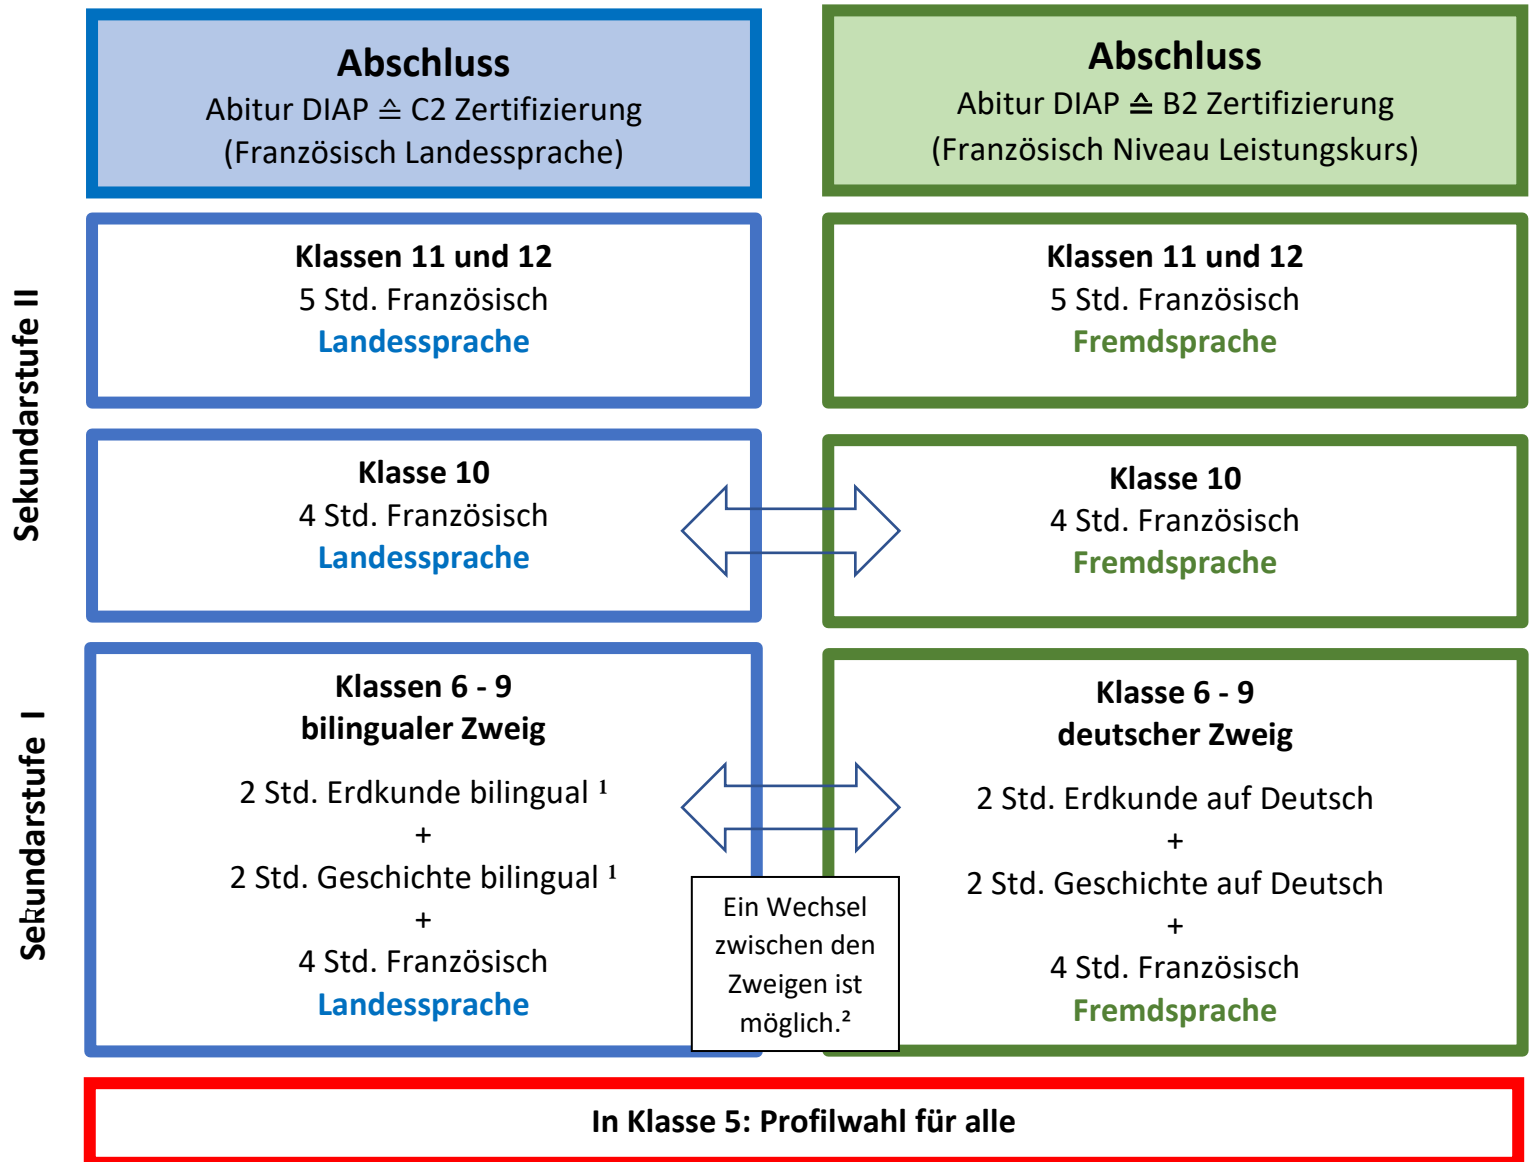 Abschluss
Abitur DIAP ≙ C2 Zertifizierung
(Französisch Landessprache)
Abschluss
Abitur DIAP ≙ B2 Zertifizierung
(Französisch Niveau Leistungskurs)
Sekundarstufe II
Klassen 11 und 12
5 Std. Französisch
Landessprache
Klassen 11 und 12
5 Std. Französisch
Fremdsprache
Klasse 10
4 Std. Französisch
Landessprache
Klasse 10
4 Std. Französisch
Fremdsprache
Sekundarstufe I
Klassen 6 - 9
bilingualer Zweig
2 Std. Erdkunde bilingual ¹
+
2 Std. Geschichte bilingual ¹
+
4 Std. Französisch
Landessprache
Ein Wechsel
zwischen den
Zweigen ist
möglich.²
Klasse 6 - 9
deutscher Zweig
2 Std. Erdkunde auf Deutsch
+
2 Std. Geschichte auf Deutsch
+
4 Std. Französisch
Fremdsprache
In Klasse 5: Profilwahl für alle